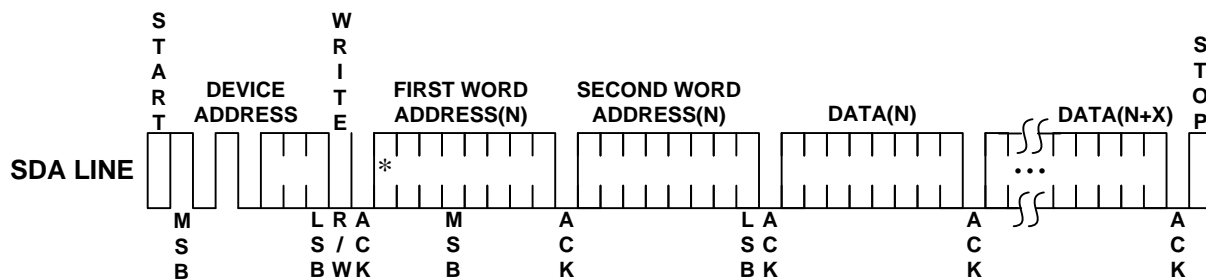 START
WRITE
STOP
DEVICE
ADDRESS
FIRST WORD
ADDRESS(N)
SECOND WORD
ADDRESS(N)
DATA(N)
DATA(N+X)
SDA LINE
*
...
MSB
LSB
R/W
ACK
MSB
ACK
LSB
ACK
ACK
ACK